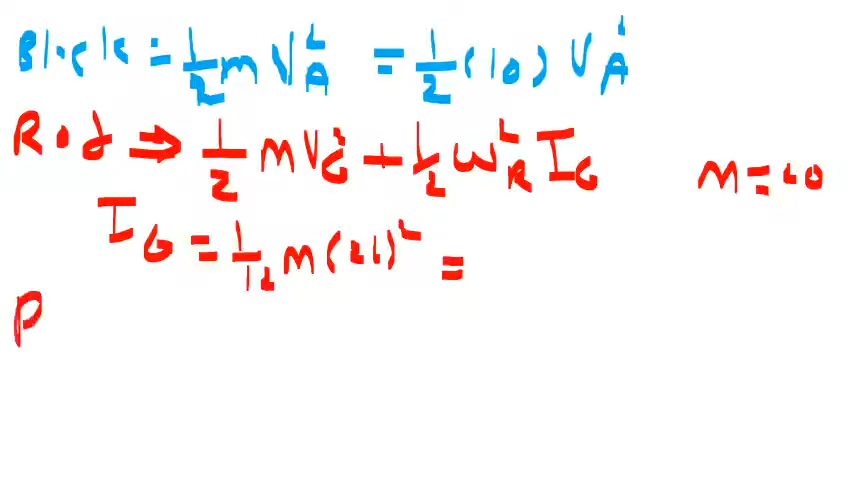 Block = 1/2 m V_A^2 = 1/2 (10) V_A^2
Rod ⇒ 1/2 m V_G^2 + 1/2 ω_R^2 I_G
I_G = 1/12 m (2L)^2 =
P